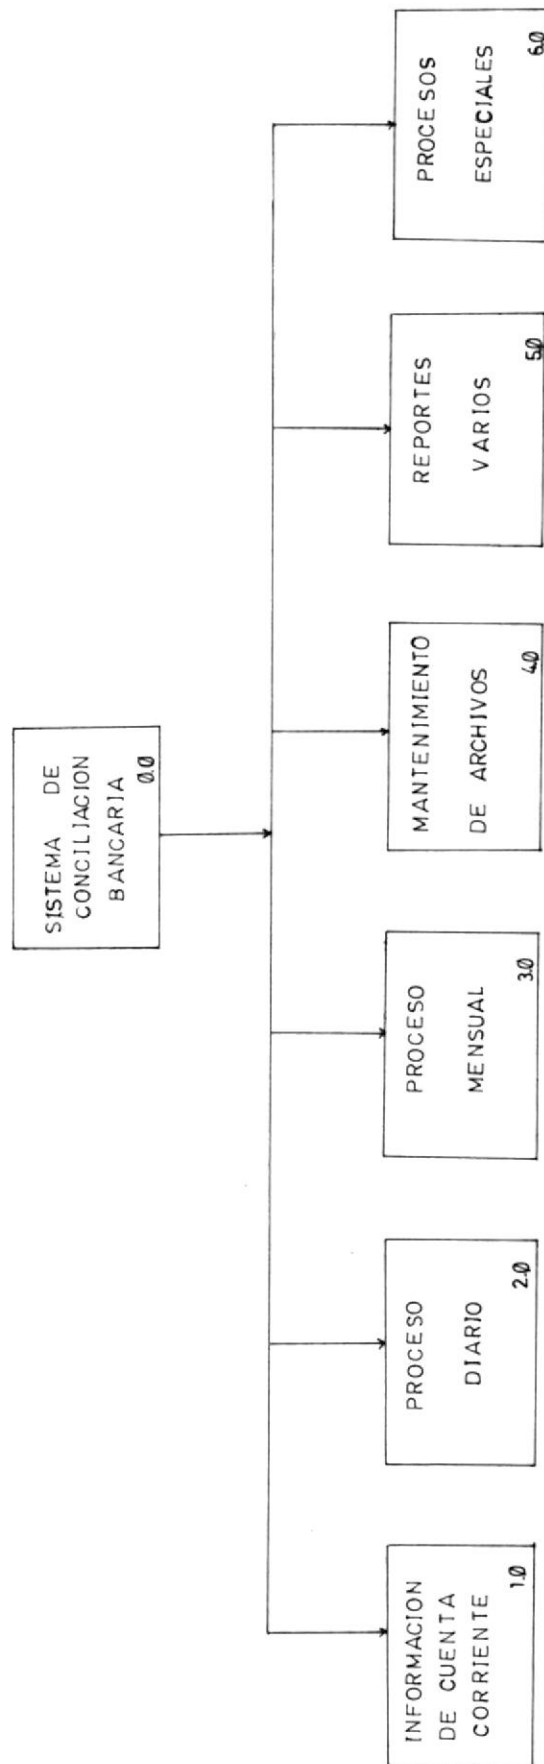 SISTEMA DE
CONCILIACION
BANCARIA
0.0
INFORMACION
DE CUENTA
CORRIENTE
1.0
PROCESO
DIARIO
2.0
PROCESO
MENSUAL
3.0
MANTENIMIENTO
DE ARCHIVOS
4.0
REPORTES
VARIOS
5.0
PROCESOS
ESPECIALES
6.0